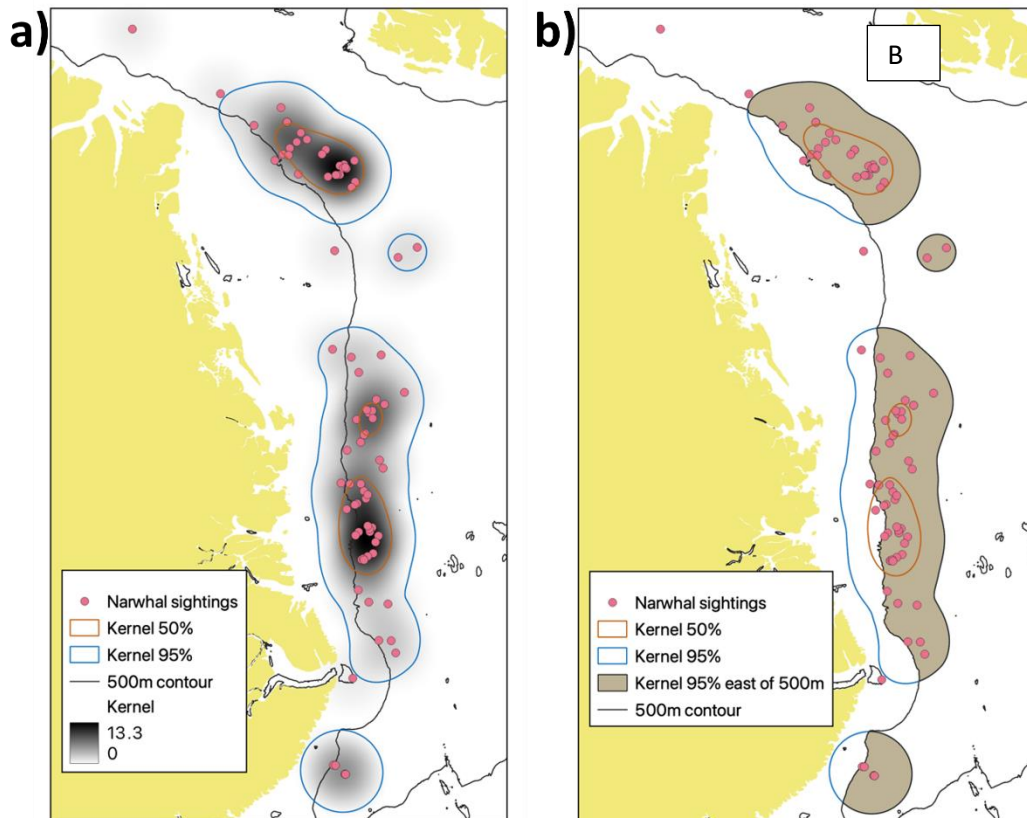 a)
Narwhal sightings
Kernel 50%
Kernel 95%
500m contour
Kernel
13.3
0
b)
B
Narwhal sightings
Kernel 50%
Kernel 95%
Kernel 95% east of 500m
500m contour